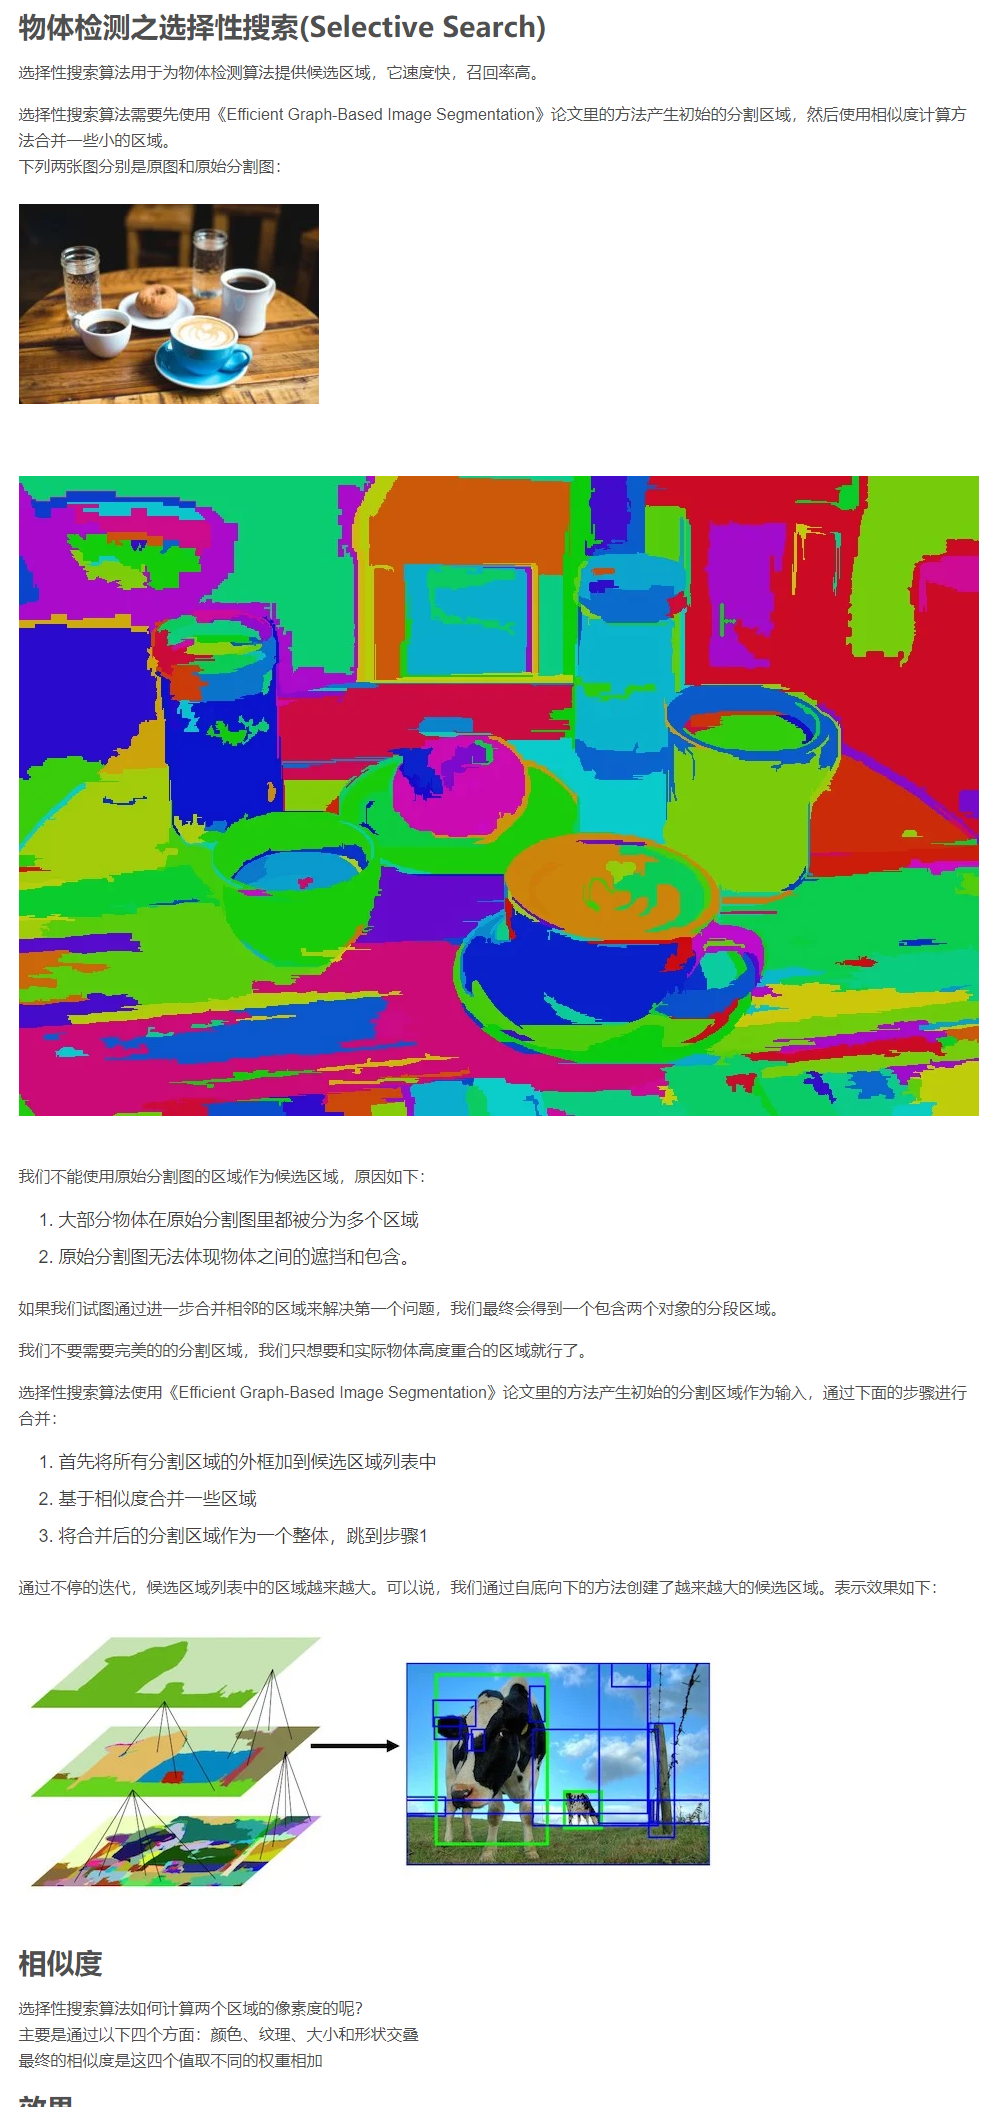 物体检测之选择性搜索(Selective Search)
选择性搜索算法用于为物体检测算法提供候选区域，它速度快，召回率高。
选择性搜索算法需要先使用《Efficient Graph-Based Image Segmentation》论文里的方法产生初始的分割区域，然后使用相似度计算方
法合并一些小的区域。
下列两张图分别是原图和原始分割图：
我们不能使用原始分割图的区域作为候选区域，原因如下：
1. 大部分物体在原始分割图里都被分为多个区域
2. 原始分割图无法体现物体之间的遮挡和包含。
如果我们试图通过进一步合并相邻的区域来解决第一个问题，我们最终会得到一个包含两个对象的分段区域。
我们不要需要完美的的分割区域，我们只想要和实际物体高度重合的区域就行了。
选择性搜索算法使用《Efficient Graph-Based Image Segmentation》论文里的方法产生初始的分割区域作为输入，通过下面的步骤进行
合并：
1. 首先将所有分割区域的外框加到候选区域列表中
2. 基于相似度合并一些区域
3. 将合并后的分割区域作为一个整体，跳到步骤1
通过不停的迭代，候选区域列表中的区域越来越大。可以说，我们通过自底向下的方法创建了越来越大的候选区域。表示效果如下：
相似度
选择性搜索算法如何计算两个区域的像素度的呢？
主要是通过以下四个方面：颜色、纹理、大小和形状交叠
最终的相似度是这四个值取不同的权重相加
效果